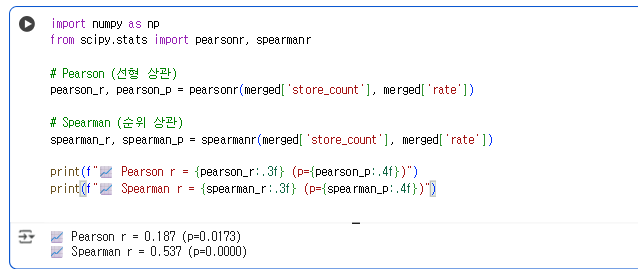 import numpy as np
from scipy.stats import pearsonr, spearmanr
# Pearson (선형 상관)
pearson_r, pearson_p = pearsonr(merged['store_count'], merged['rate'])
# Spearman (순위 상관)
spearman_r, spearman_p = spearmanr(merged['store_count'], merged['rate'])
print(f"📈 Pearson r = {pearson_r:.3f} (p={pearson_p:.4f})")
print(f"📈 Spearman r = {spearman_r:.3f} (p={spearman_p:.4f})")
📈 Pearson r = 0.187 (p=0.0173)
📈 Spearman r = 0.537 (p=0.0000)